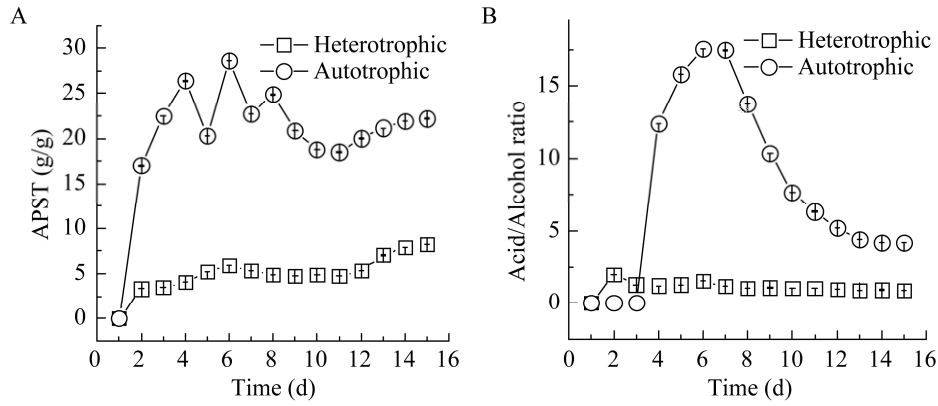 A
30
25
20
15
10
5
0
APST (g/g)
Heterotrophic
Autotrophic
0 2 4 6 8 10 12 14 16
Time (d)
B
15
10
5
0
Acid/Alcohol ratio
Heterotrophic
Autotrophic
0 2 4 6 8 10 12 14 16
Time (d)